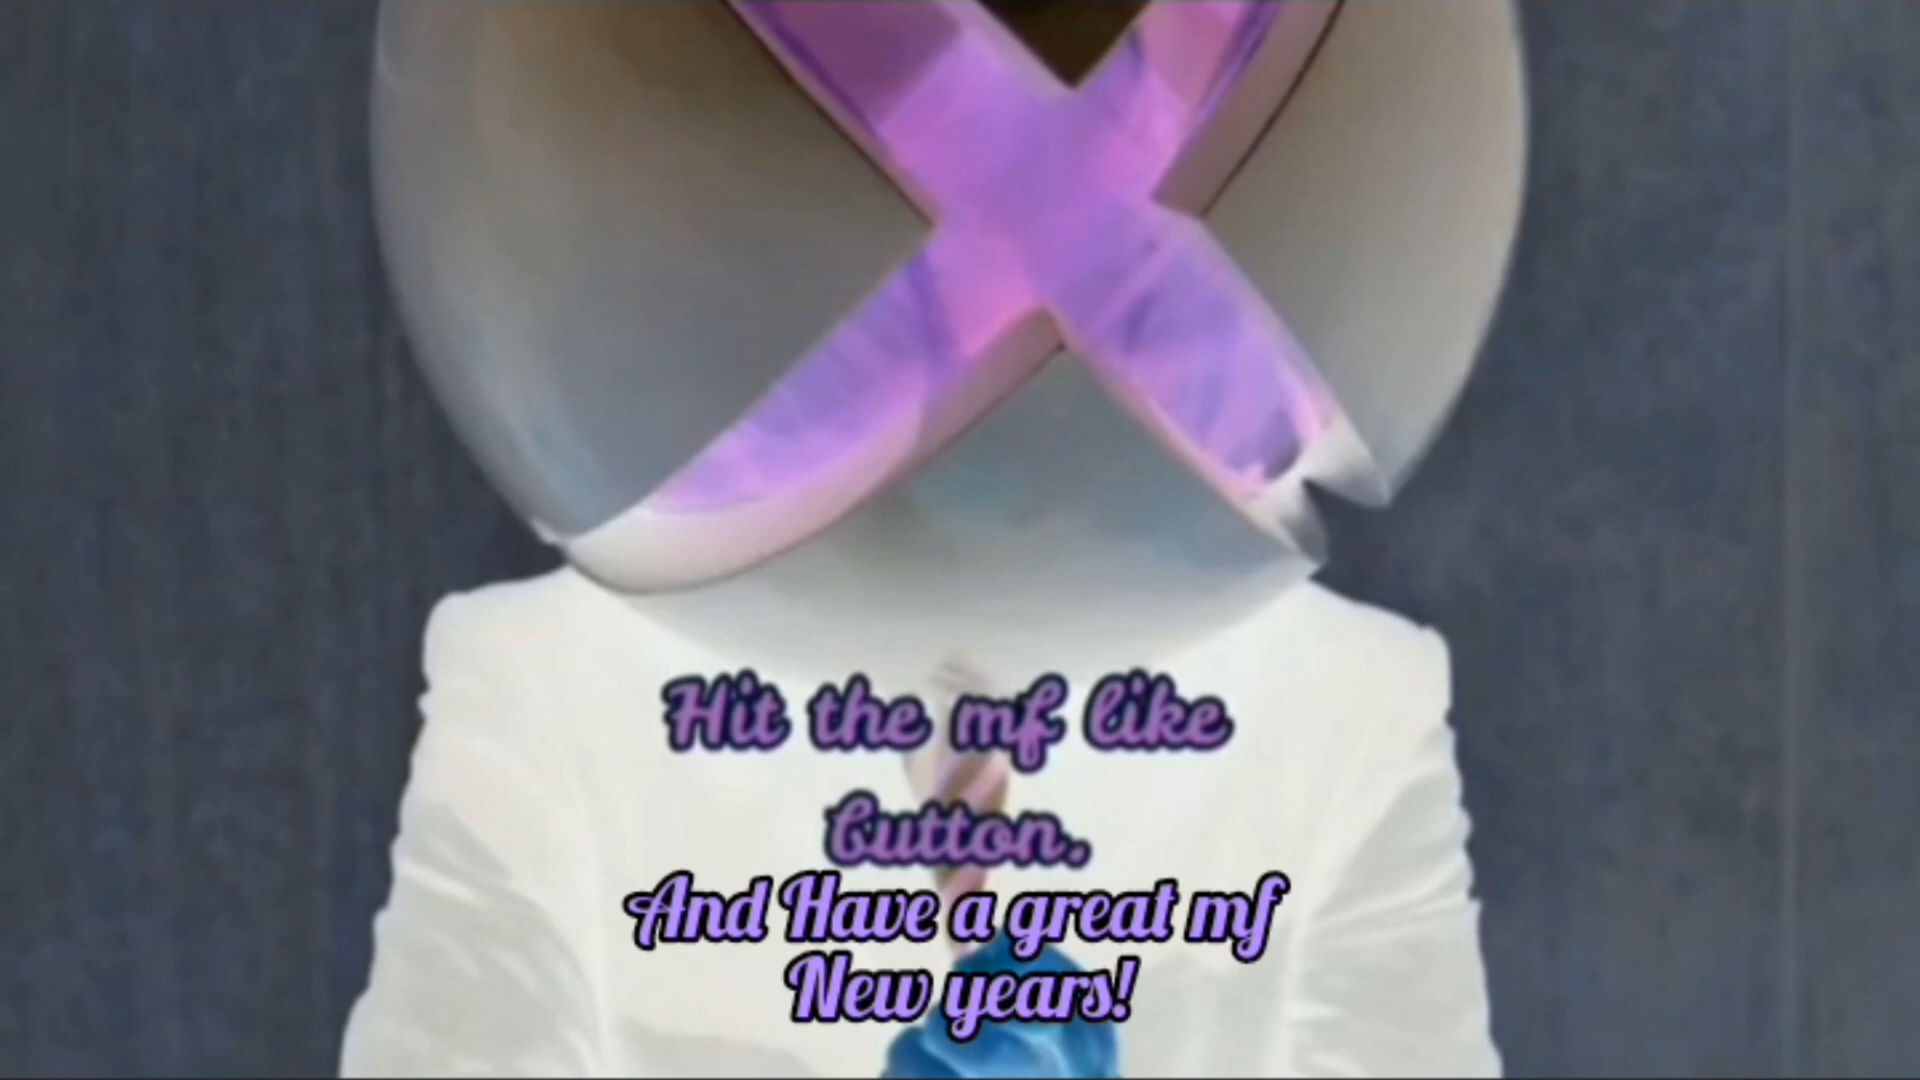 Hit the mf like
button.
And Have a great mf
New years!